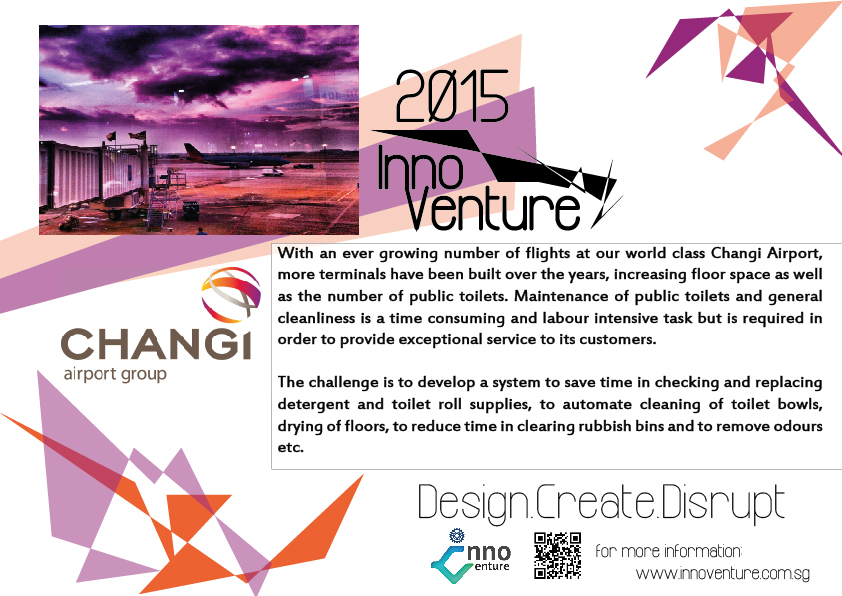 2015
Inno
Venture
With an ever growing number of flights at our world class Changi Airport,
more terminals have been built over the years, increasing floor space as well
as the number of public toilets. Maintenance of public toilets and general
cleanliness is a time consuming and labour intensive task but is required in
order to provide exceptional service to its customers.
CHANGI
airport group
The challenge is to develop a system to save time in checking and replacing
detergent and toilet roll supplies, to automate cleaning of toilet bowls,
drying of floors, to reduce time in clearing rubbish bins and to remove odours
etc.
Design.Create.Disrupt
inno
venture
for more information:
www.innoventure.com.sg